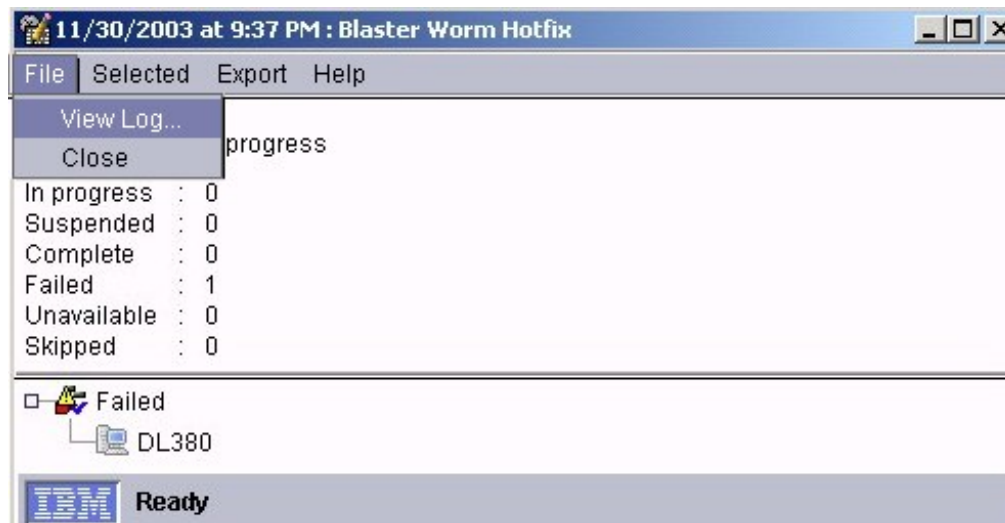 11/30/2003 at 9:37 PM : Blaster Worm Hotfix
File Selected Export Help
View Log...
Close
progress
In progress : 0
Suspended : 0
Complete : 0
Failed : 1
Unavailable : 0
Skipped : 0
Failed
DL380
IBM Ready